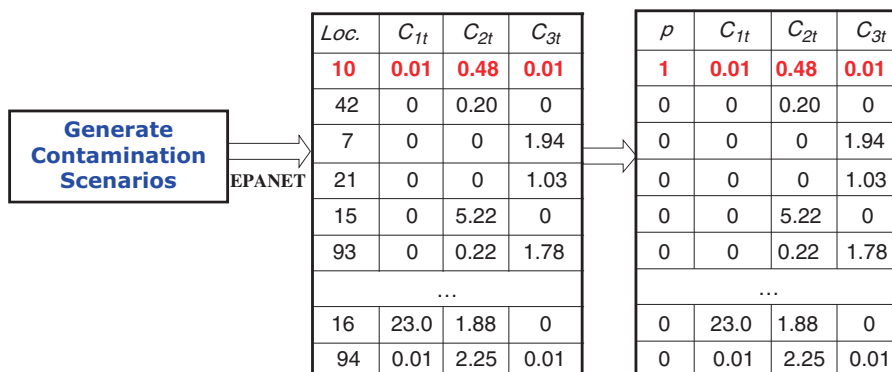 Generate
Contamination
Scenarios
EPANET
Loc. C1t C2t C3t
10 0.01 0.48 0.01
42 0 0.20 0
7 0 0 1.94
21 0 0 1.03
15 0 5.22 0
93 0 0.22 1.78
...
16 23.0 1.88 0
94 0.01 2.25 0.01
p C1t C2t C3t
1 0.01 0.48 0.01
0 0 0.20 0
0 0 0 1.94
0 0 0 1.03
0 0 5.22 0
0 0 0.22 1.78
...
0 23.0 1.88 0
0 0.01 2.25 0.01